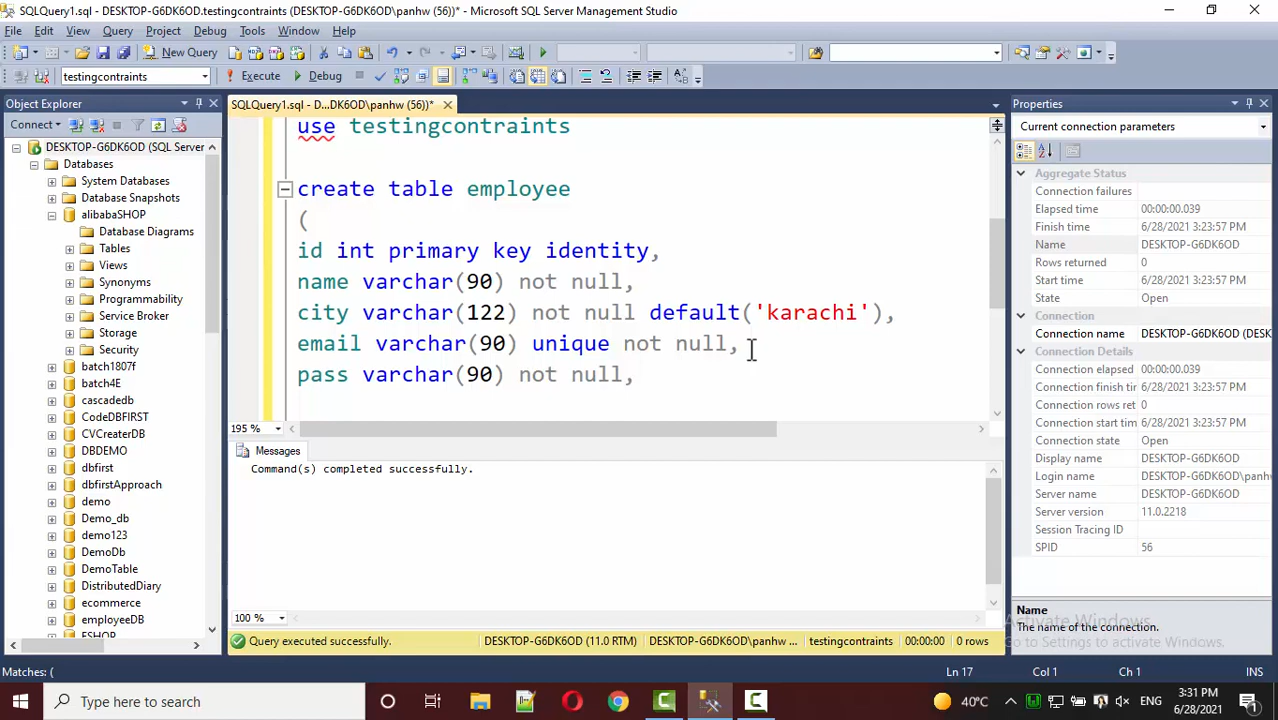 SQLQuery1.sql - DESKTOP-G6DK6OD.testingcontraints (DESKTOP-G6DK6OD\panhw (56))* - Microsoft SQL Server Management Studio
File Edit View Query Project Debug Tools Window Help
New Query
testingcontraints Execute Debug
Object Explorer
Connect
DESKTOP-G6DK6OD (SQL Server
Databases
System Databases
Database Snapshots
alibabaSHOP
Database Diagrams
Tables
Views
Synonyms
Programmability
Service Broker
Storage
Security
batch1807f
batch4E
cascadedb
CodeDBFIRST
CVCreaterDB
DBDEMO
dbfirst
dbfirstApproach
demo
Demo_db
demo123
DemoDb
DemoTable
DistributedDiary
ecommerce
employeeDB
ESHOP
SQLQuery1.sql - D...DK6OD\panhw (56))*
use testingcontraints
create table employee
(
id int primary key identity,
name varchar(90) not null,
city varchar(122) not null default('karachi'),
email varchar(90) unique not null,
pass varchar(90) not null,
195 %
Messages
Command(s) completed successfully.
100 %
Query executed successfully. DESKTOP-G6DK6OD (11.0 RTM) DESKTOP-G6DK6OD\panhw ... testingcontraints 00:00:00 0 rows
Properties
Current connection parameters
Aggregate Status
Connection failures
Elapsed time 00:00:00.039
Finish time 6/28/2021 3:23:57 PM
Name DESKTOP-G6DK6OD
Rows returned 0
Start time 6/28/2021 3:23:57 PM
State Open
Connection
Connection name DESKTOP-G6DK6OD (DESK
Connection Details
Connection elapsed 00:00:00.039
Connection finish tim 6/28/2021 3:23:57 PM
Connection rows ret 0
Connection start time 6/28/2021 3:23:57 PM
Connection state Open
Display name DESKTOP-G6DK6OD
Login name DESKTOP-G6DK6OD\panh
Server name DESKTOP-G6DK6OD
Server version 11.0.2218
Session Tracing ID
SPID 56
Name
The name of the connection.
Activate Windows
Go to Settings to activate Windows.
Matches: ( Ln 17 Col 1 Ch 1 INS
Type here to search
40°C ENG 3:31 PM
6/28/2021
1